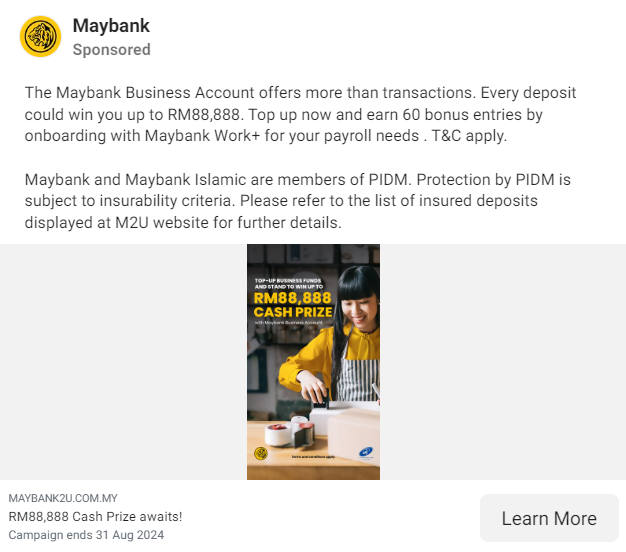 Maybank
Sponsored
The Maybank Business Account offers more than transactions. Every deposit
could win you up to RM88,888. Top up now and earn 60 bonus entries by
onboarding with Maybank Work+ for your payroll needs . T&C apply.
Maybank and Maybank Islamic are members of PIDM. Protection by PIDM is
subject to insurability criteria. Please refer to the list of insured deposits
displayed at M2U website for further details.
TOP-UP BUSINESS FUNDS
AND STAND TO WIN UP TO
RM88,888
CASH PRIZE
with Maybank Business Account
Terms and conditions apply
MAYBANK2U.COM.MY
RM88,888 Cash Prize awaits!
Campaign ends 31 Aug 2024
Learn More